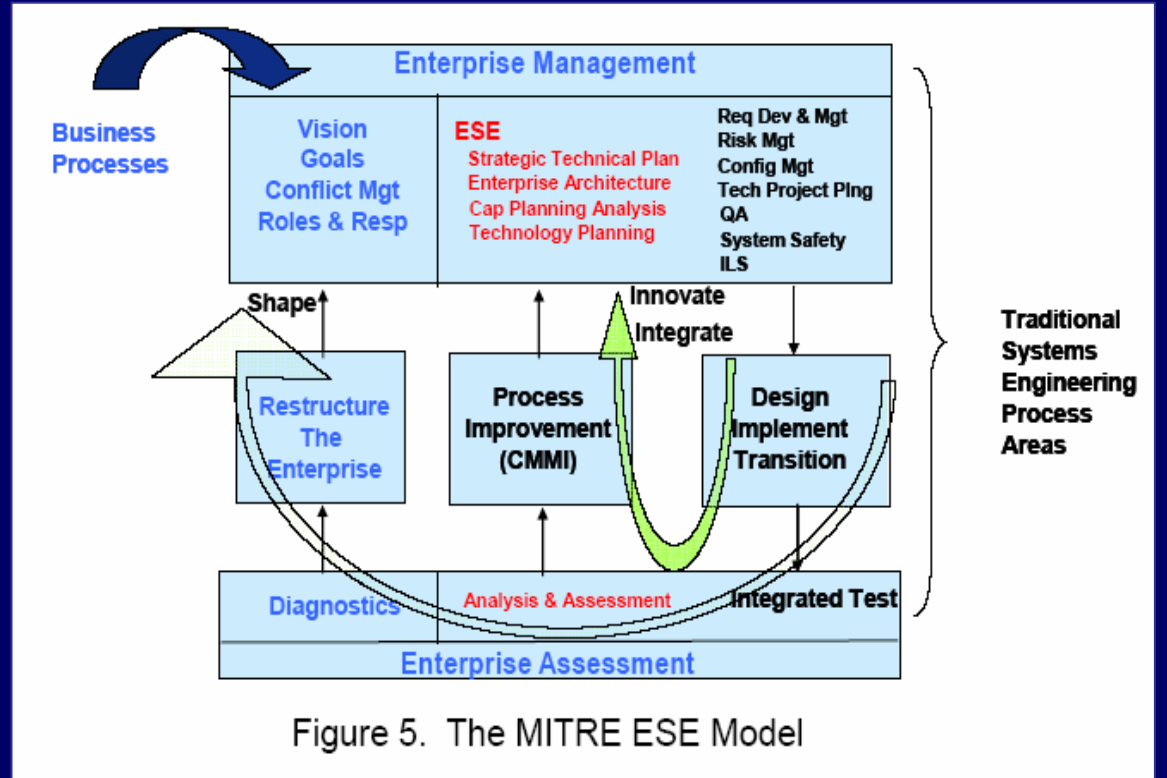 Enterprise Management
Business
Processes
Vision
Goals
Conflict Mgt
Roles & Resp
ESE
Strategic Technical Plan
Enterprise Architecture
Cap Planning Analysis
Technology Planning
Req Dev & Mgt
Risk Mgt
Config Mgt
Tech Project Plng
QA
System Safety
ILS
Shape
Innovate
Integrate
Restructure
The
Enterprise
Process
Improvement
(CMMI)
Design
Implement
Transition
Traditional
Systems
Engineering
Process
Areas
Diagnostics
Analysis & Assessment
Integrated Test
Enterprise Assessment
Figure 5. The MITRE ESE Model